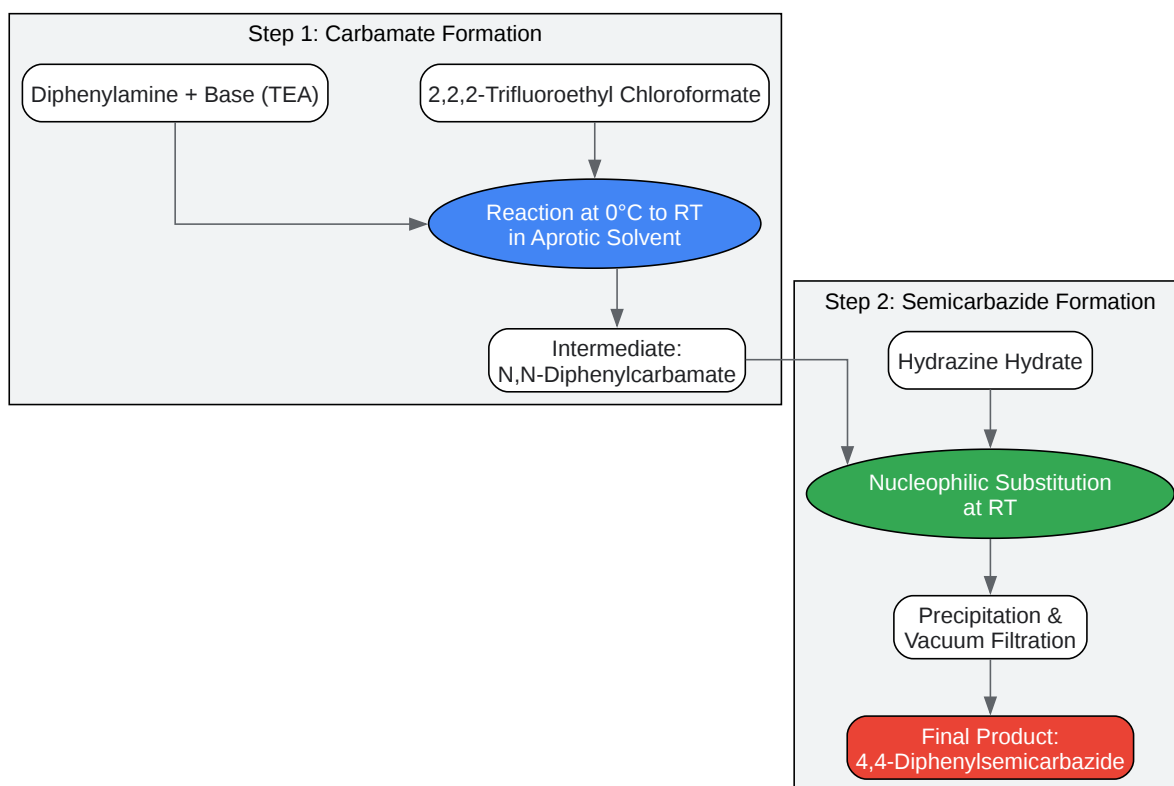 Step 1: Carbamate Formation
Diphenylamine + Base (TEA)
2,2,2-Trifluoroethyl Chloroformate
Reaction at 0°C to RT
in Aprotic Solvent
Intermediate:
N,N-Diphenylcarbamate
Step 2: Semicarbazide Formation
Hydrazine Hydrate
Nucleophilic Substitution
at RT
Precipitation &
Vacuum Filtration
Final Product:
4,4-Diphenylsemicarbazide